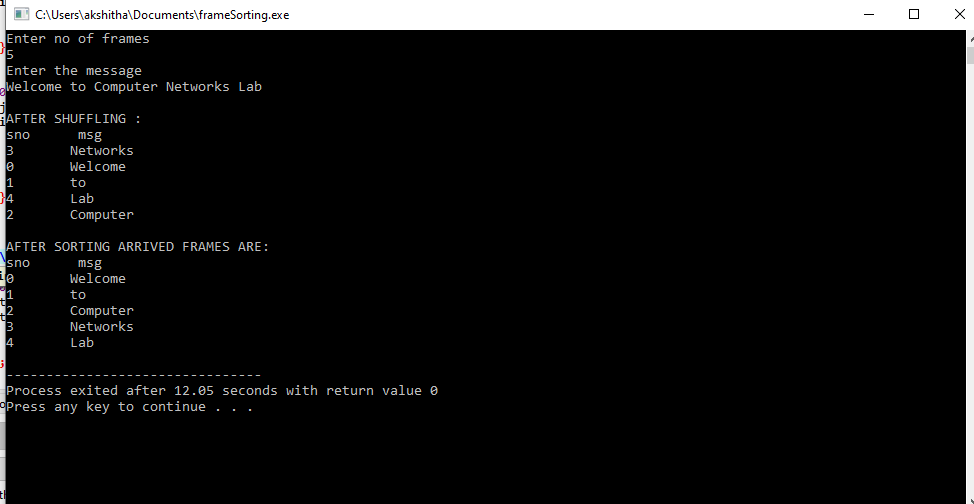 C:\Users\akshitha\Documents\frameSorting.exe
Enter no of frames
5
Enter the message
Welcome to Computer Networks Lab
AFTER SHUFFLING :
sno msg
3 Networks
0 Welcome
1 to
4 Lab
2 Computer
AFTER SORTING ARRIVED FRAMES ARE:
sno msg
0 Welcome
1 to
2 Computer
3 Networks
4 Lab
--------------------------------
Process exited after 12.05 seconds with return value 0
Press any key to continue . . .